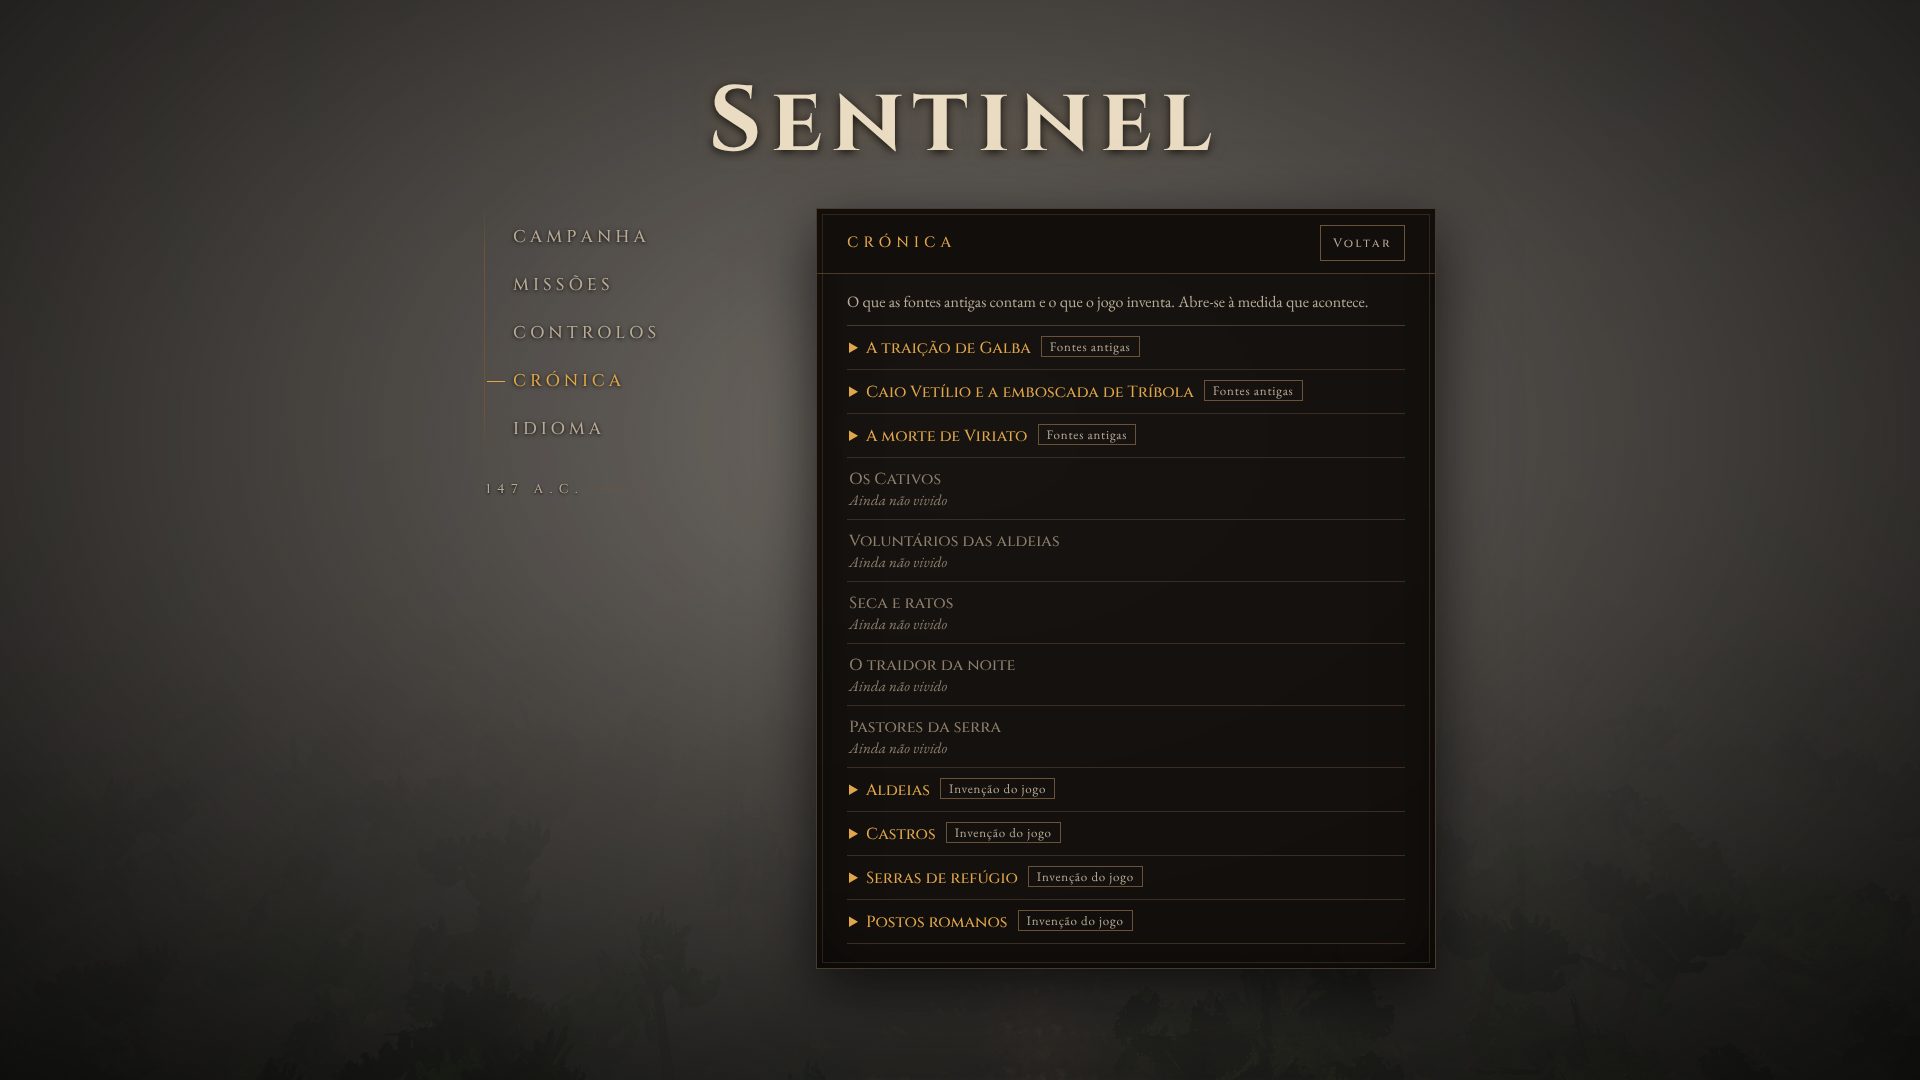 Sentinel
CAMPANHA
MISSÕES
CONTROLOS
CRÓNICA
IDIOMA
147 A.C.
CRÓNICA
Voltar
O que as fontes antigas contam e o que o jogo inventa. Abre-se à medida que acontece.
A traição de Galba Fontes antigas
Caio Vetílio e a emboscada de Tríbola Fontes antigas
A morte de Viriato Fontes antigas
Os Cativos
Ainda não vivido
Voluntários das aldeias
Ainda não vivido
Seca e ratos
Ainda não vivido
O traidor da noite
Ainda não vivido
Pastores da serra
Ainda não vivido
Aldeias Invenção do jogo
Castros Invenção do jogo
Serras de refúgio Invenção do jogo
Postos romanos Invenção do jogo